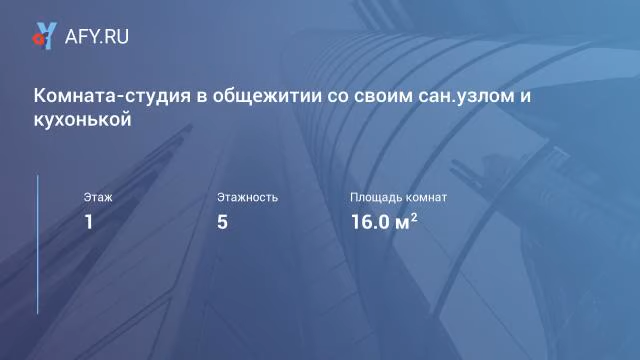 AFY.RU
Комната-студия в общежитии со своим сан.узлом и
кухонькой
Этаж
1
Этажность
5
Площадь комнат
16.0 м²